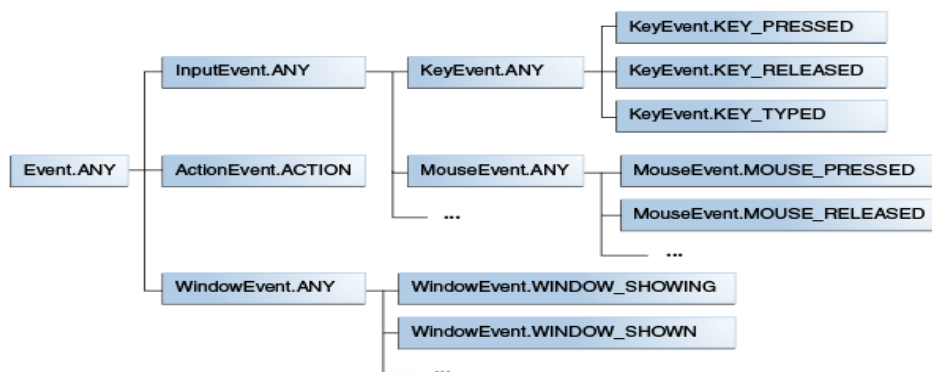 KeyEvent.KEY_PRESSED
InputEvent.ANY
KeyEvent.ANY
KeyEvent.KEY_RELEASED
KeyEvent.KEY_TYPED
Event.ANY
ActionEvent.ACTION
MouseEvent.ANY
MouseEvent.MOUSE_PRESSED
...
MouseEvent.MOUSE_RELEASED
...
WindowEvent.ANY
WindowEvent.WINDOW_SHOWING
WindowEvent.WINDOW_SHOWN
...